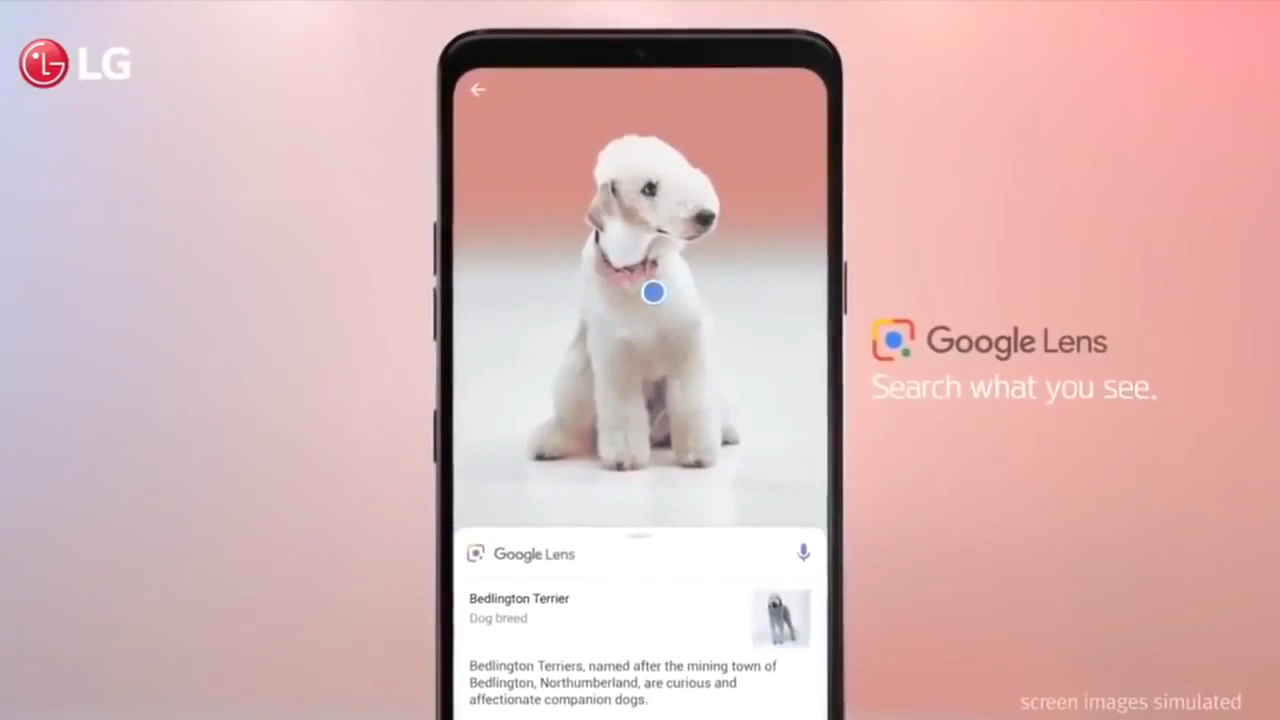 LG
Google Lens
Search what you see.
Google Lens
Bedlington Terrier
Dog breed
Bedlington Terriers, named after the mining town of
Bedlington, Northumberland, are curious and
affectionate companion dogs.
screen images simulated